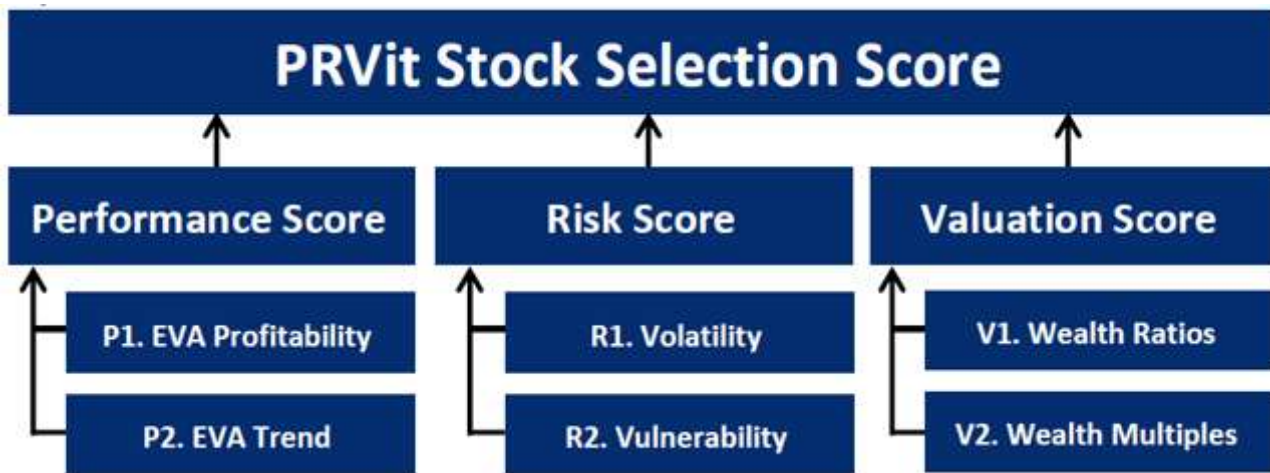 PRVit Stock Selection Score
Performance Score
Risk Score
Valuation Score
P1. EVA Profitability
R1. Volatility
V1. Wealth Ratios
P2. EVA Trend
R2. Vulnerability
V2. Wealth Multiples